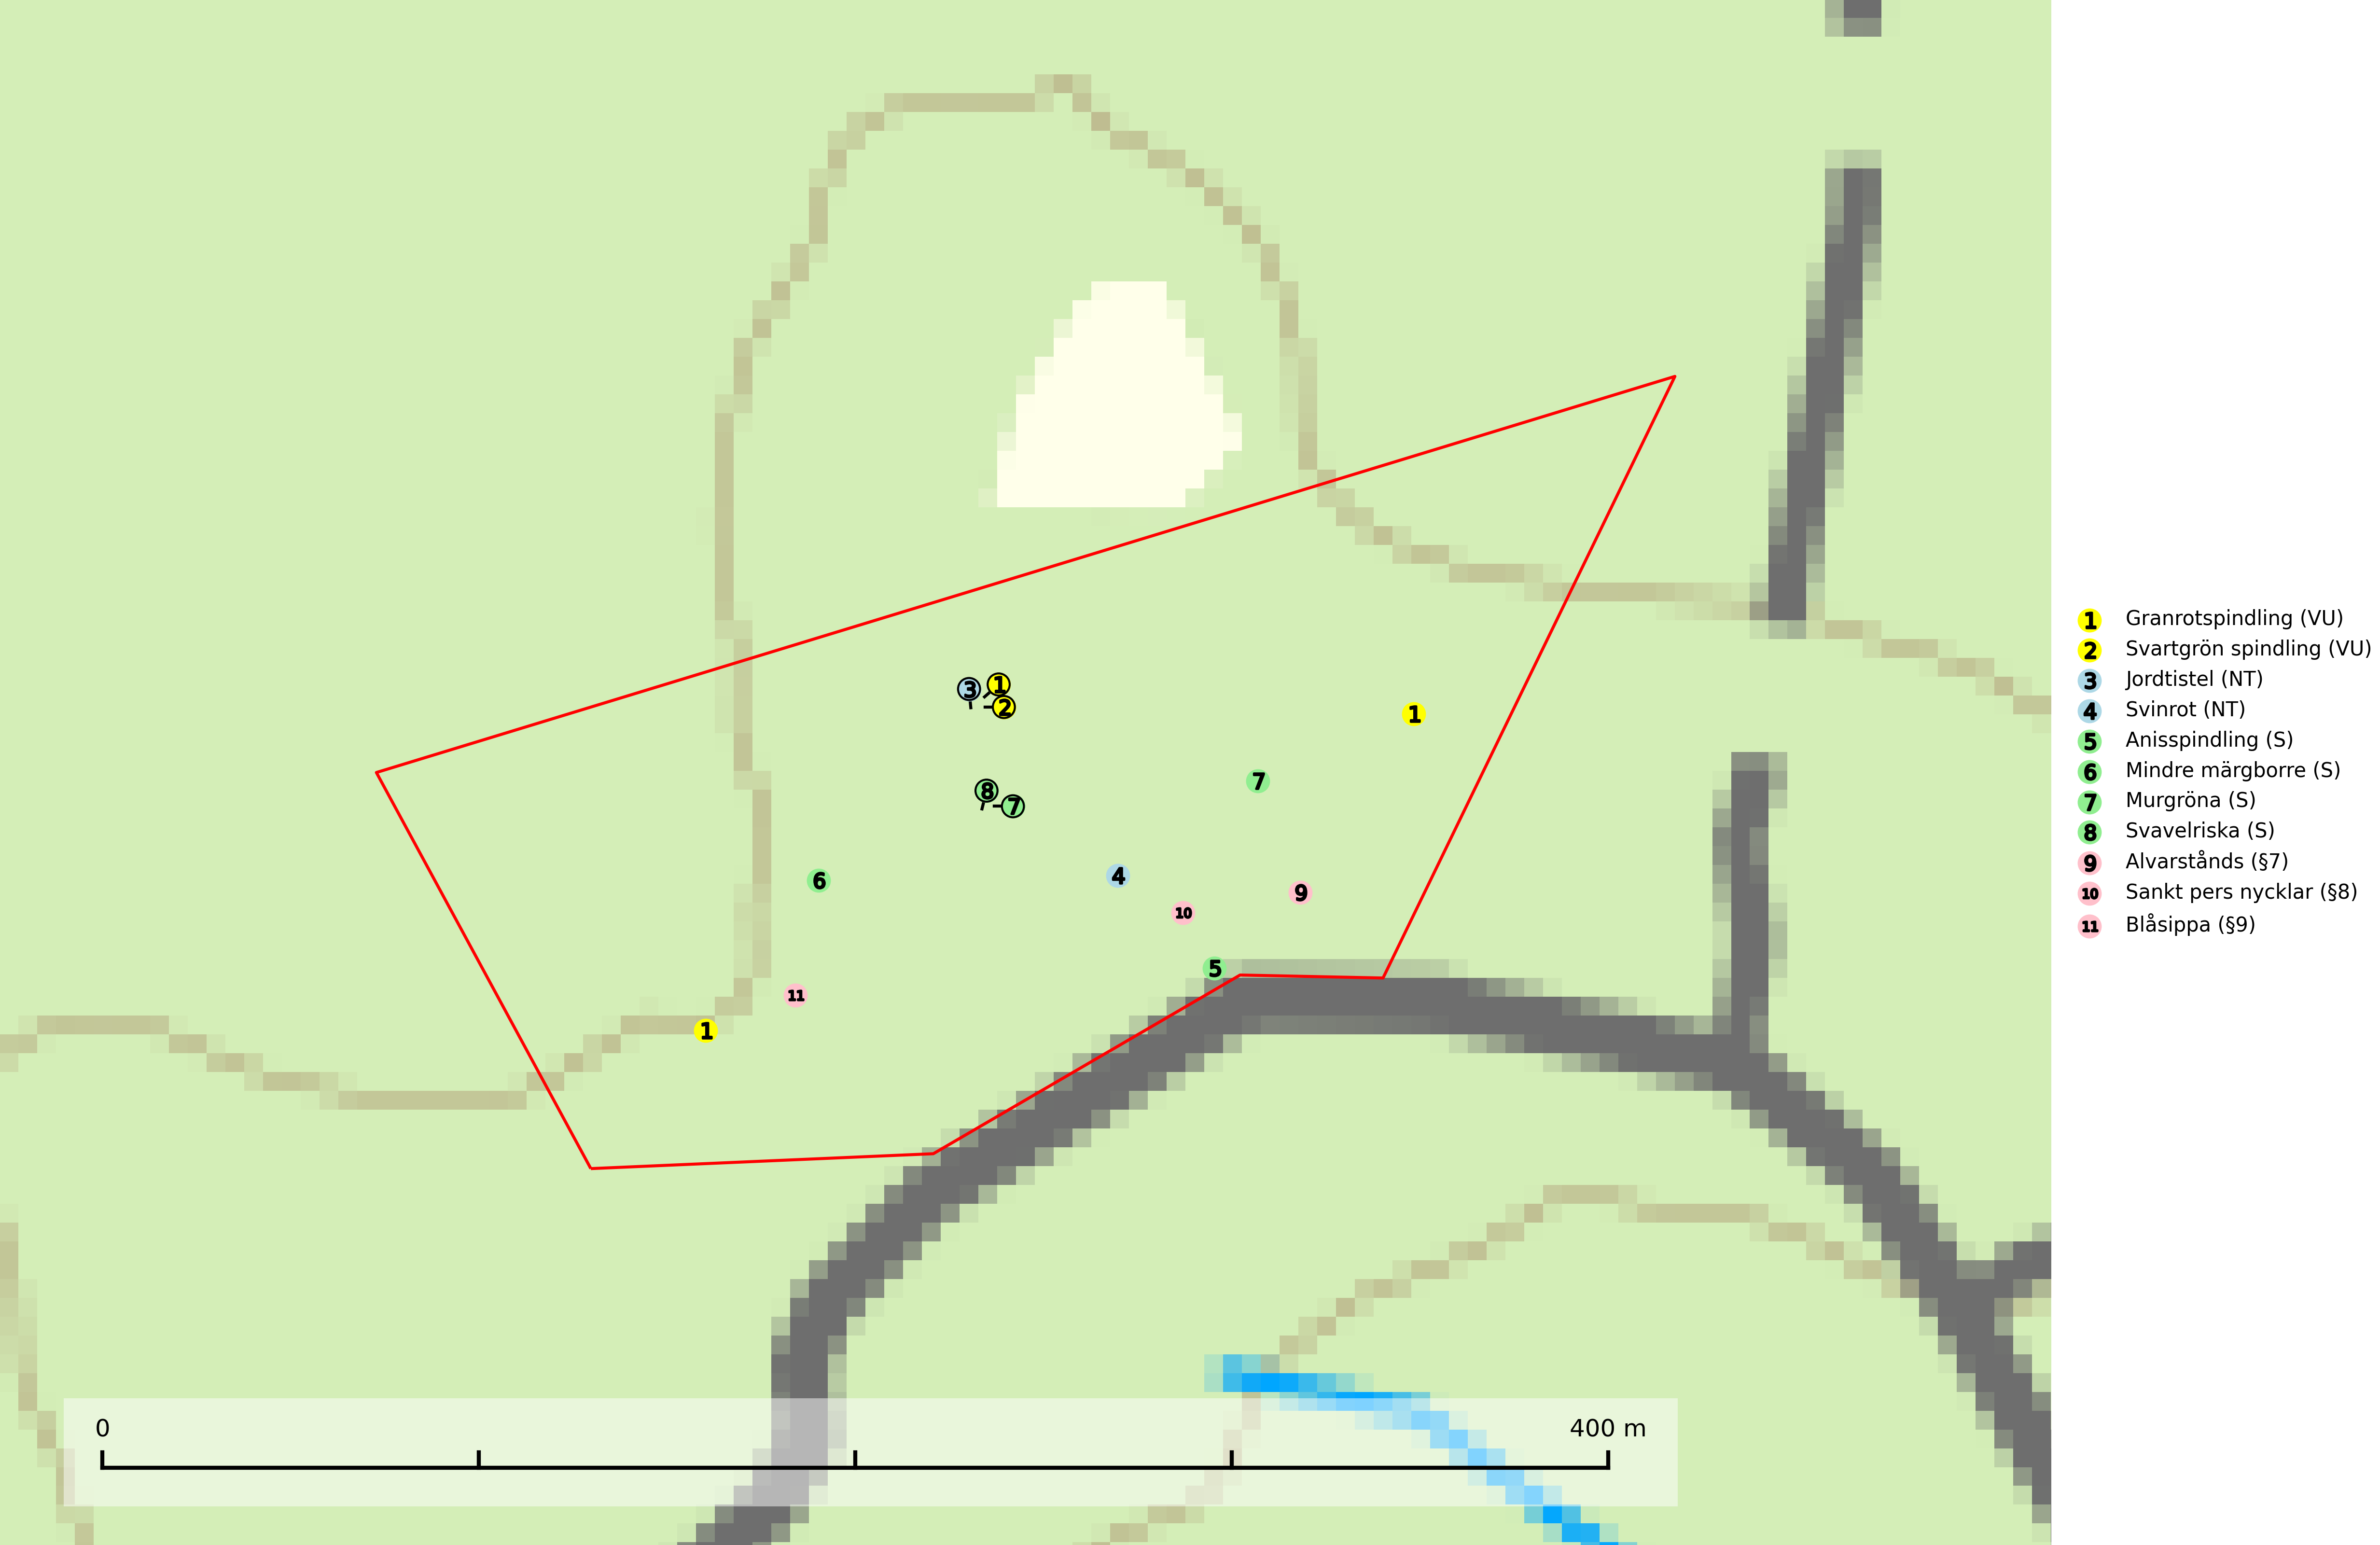 3 1
2
1
8 7
7
6
4
9
10
5
11
1
0 400 m
1 Granrotspindling (VU)
2 Svartgrön spindling (VU)
3 Jordtistel (NT)
4 Svinrot (NT)
5 Anisspindling (S)
6 Mindre märgborre (S)
7 Murgröna (S)
8 Svavelriska (S)
9 Alvarstånds (§7)
10 Sankt pers nycklar (§8)
11 Blåsippa (§9)